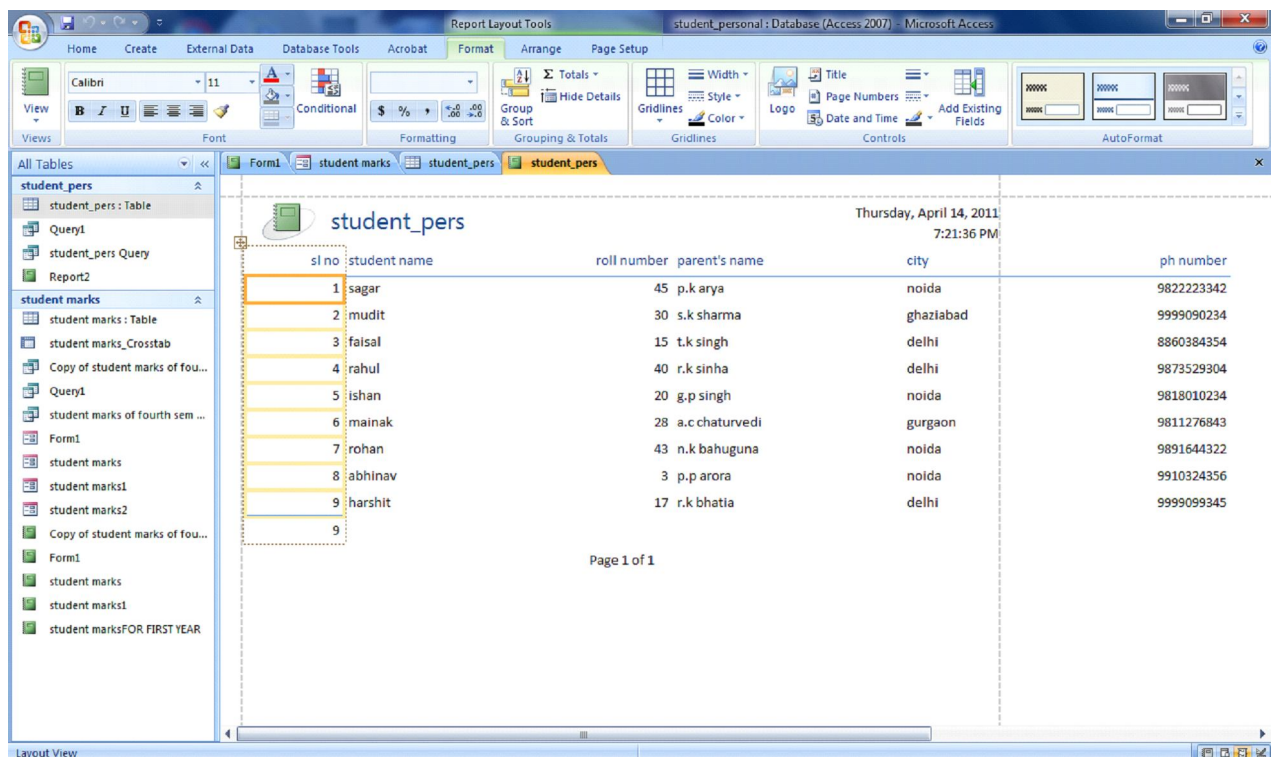 Report Layout Tools student_personal : Database (Access 2007) - Microsoft Access
Home Create External Data Database Tools Acrobat Format Arrange Page Setup
View
Views
Calibri 11
B I U
Font
Conditional
$ % ,
Formatting
Group & Sort
Σ Totals
Hide Details
Grouping & Totals
Gridlines
Width
Style
Color
Gridlines
Logo
Title
Page Numbers
Date and Time
Add Existing Fields
Controls
AutoFormat
All Tables
Form1 student marks student_pers student_pers
student_pers
student_pers : Table
Query1
student_pers Query
Report2
student marks
student marks : Table
student marks_Crosstab
Copy of student marks of fou...
Query1
student marks of fourth sem ...
Form1
student marks
student marks1
student marks2
Copy of student marks of fou...
Form1
student marks
student marks1
student marksFOR FIRST YEAR
student_pers
Thursday, April 14, 2011
7:21:36 PM
sl no student name roll number parent's name city ph number
1 sagar 45 p.k arya noida 9822223342
2 mudit 30 s.k sharma ghaziabad 9999090234
3 faisal 15 t.k singh delhi 8860384354
4 rahul 40 r.k sinha delhi 9873529304
5 ishan 20 g.p singh noida 9818010234
6 mainak 28 a.c chaturvedi gurgaon 9811276843
7 rohan 43 n.k bahuguna noida 9891644322
8 abhinav 3 p.p arora noida 9910324356
9 harshit 17 r.k bhatia delhi 9999099345
9
Page 1 of 1
Layout View